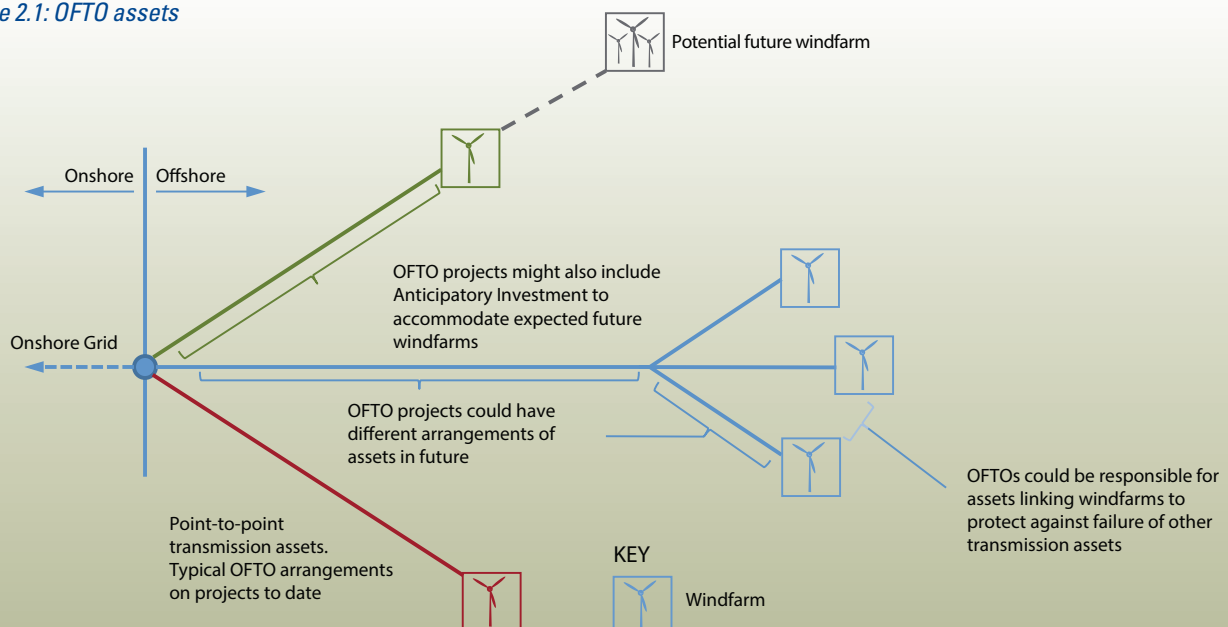 e 2.1: OFTO assets
Potential future windfarm
Onshore
Offshore
OFTO projects might also include
Anticipatory Investment to
accommodate expected future
windfarms
Onshore Grid
OFTO projects could have
different arrangements of
assets in future
OFTOs could be responsible for
assets linking windfarms to
protect against failure of other
transmission assets
Point-to-point
transmission assets.
Typical OFTO arrangements
on projects to date
KEY
Windfarm